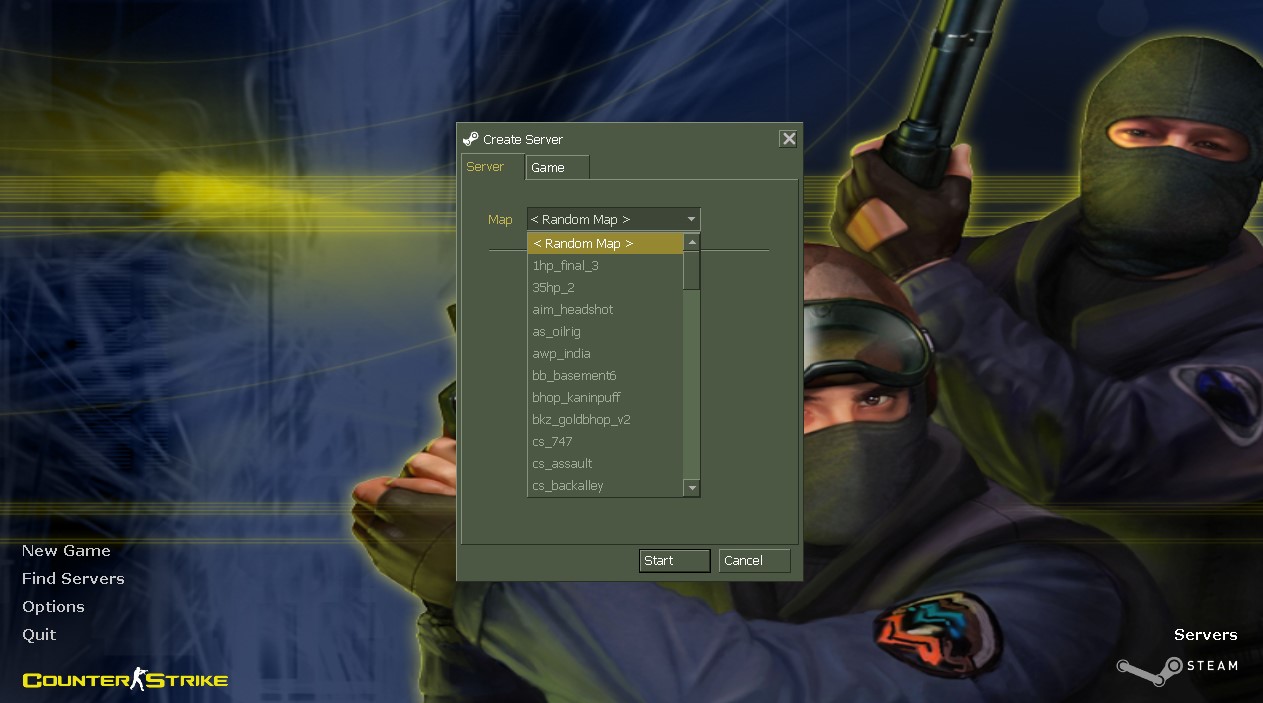 Create Server
Server
Game
Map
< Random Map >
< Random Map >
1hp_final_3
35hp_2
aim_headshot
as_oilrig
awp_india
bb_basement6
bhop_kaninpuff
bkz_goldbhop_v2
cs_747
cs_assault
cs_backalley
Start
Cancel
New Game
Find Servers
Options
Quit
COUNTER STRIKE
Servers
STEAM